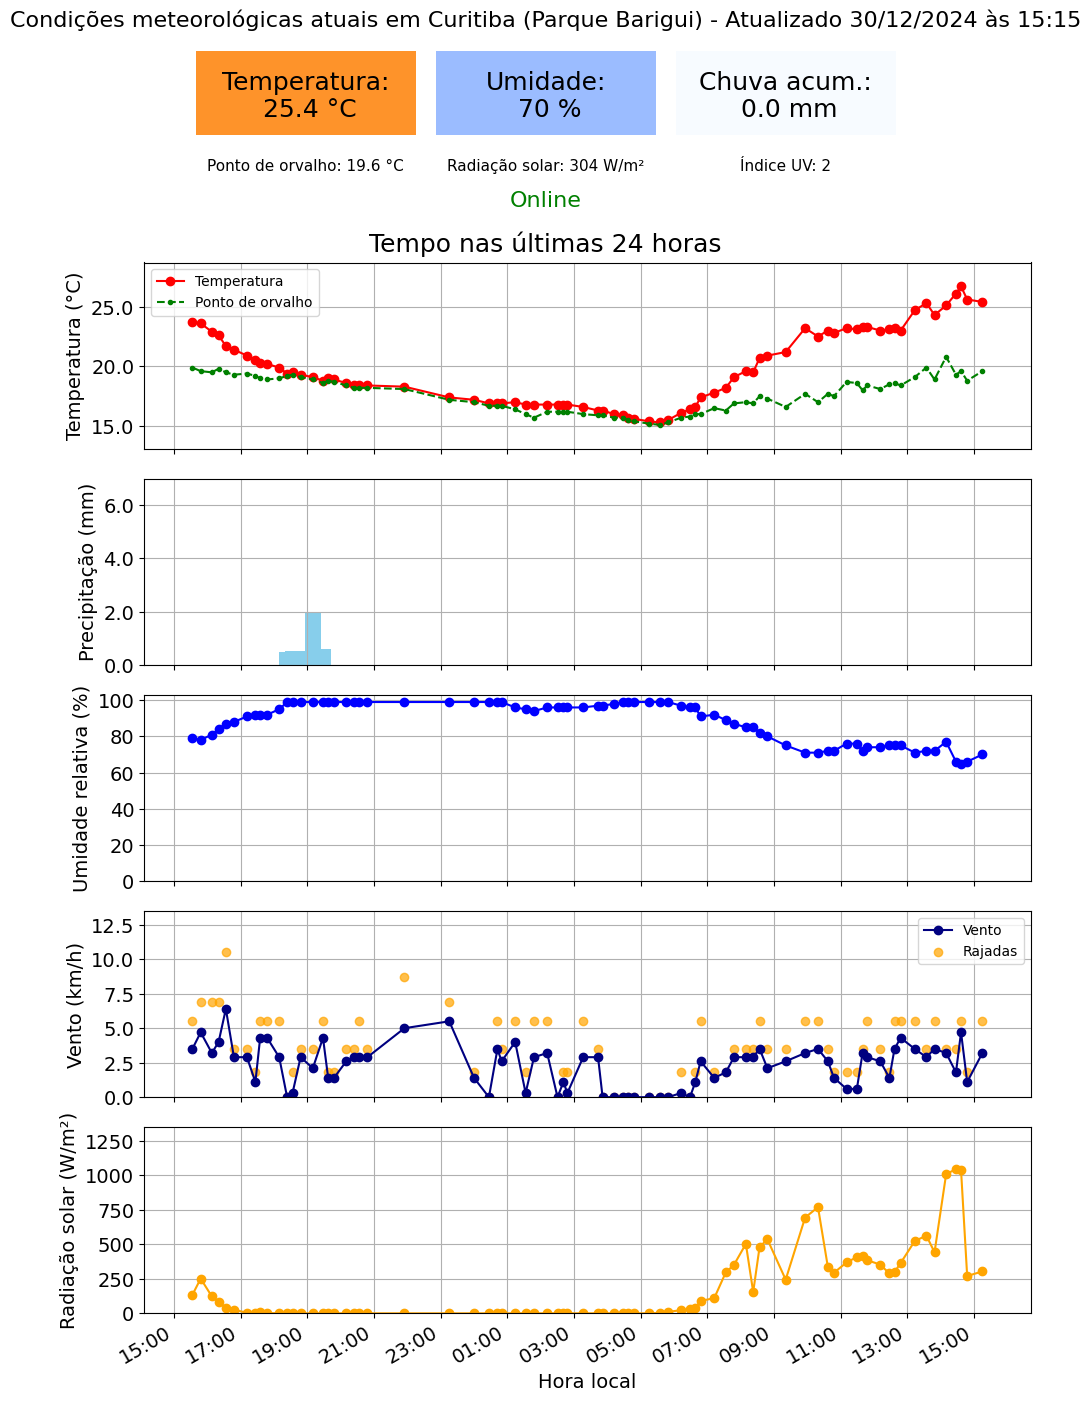 Condições meteorológicas atuais em Curitiba (Parque Barigui) - Atualizado 30/12/2024 às 15:15
Temperatura:
25.4 °C
Umidade:
70 %
Chuva acum.:
0.0 mm
Ponto de orvalho: 19.6 °C
Radiação solar: 304 W/m²
Índice UV: 2
Online
Tempo nas últimas 24 horas
Temperatura (°C)
25.0
20.0
15.0
Temperatura
Ponto de orvalho
Precipitação (mm)
6.0
4.0
2.0
0.0
Umidade relativa (%)
100
80
60
40
20
0
Vento (km/h)
12.5
10.0
7.5
5.0
2.5
0.0
Vento
Rajadas
Radiação solar (W/m²)
1250
1000
750
500
250
0
15:00
17:00
19:00
21:00
23:00
01:00
03:00
05:00
07:00
09:00
11:00
13:00
15:00
Hora local